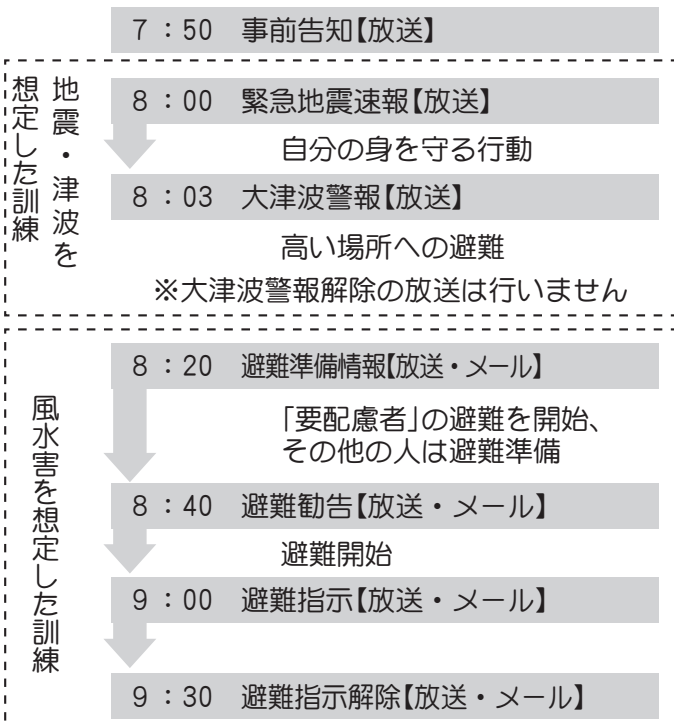 7：50　事前告知【放送】
地震・津波を
想定した訓練
8：00　緊急地震速報【放送】
自分の身を守る行動
8：03　大津波警報【放送】
高い場所への避難
※大津波警報解除の放送は行いません
風水害を想定した訓練
8：20　避難準備情報【放送・メール】
「要配慮者」の避難を開始、
その他の人は避難準備
8：40　避難勧告【放送・メール】
避難開始
9：00　避難指示【放送・メール】
9：30　避難指示解除【放送・メール】